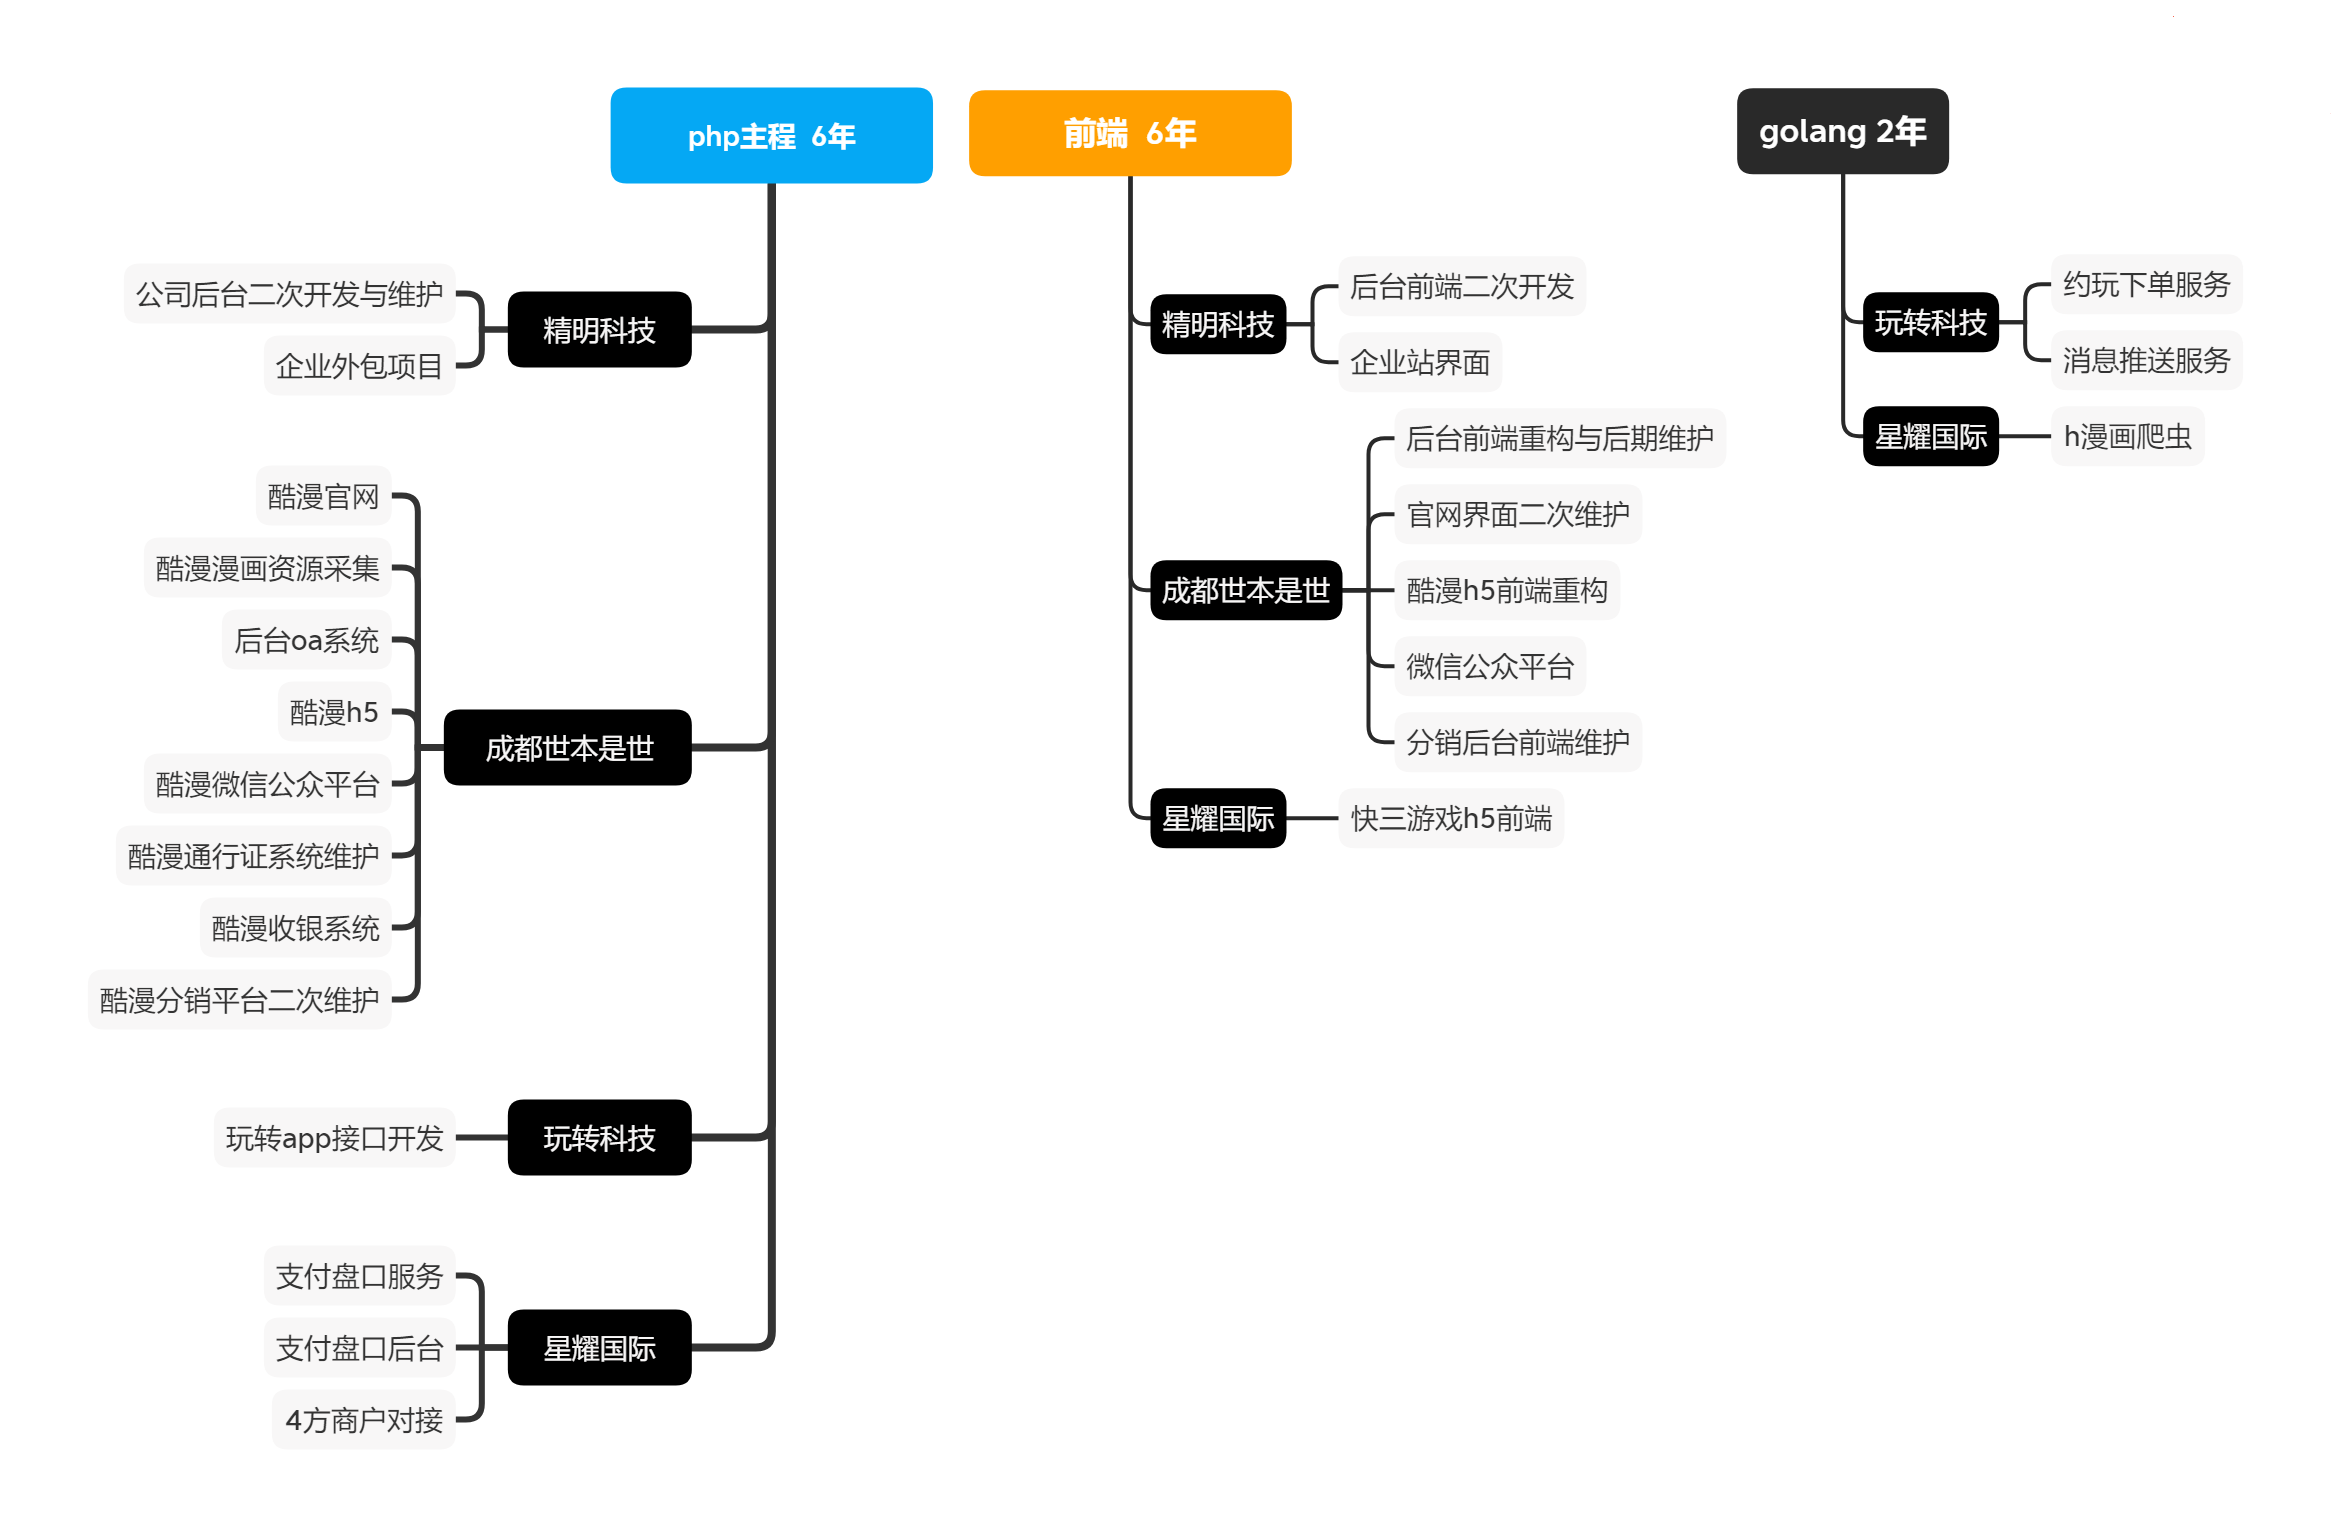 php主程 6年
精明科技
公司后台二次开发与维护
企业外包项目
成都世本是世
酷漫官网
酷漫漫画资源采集
后台oa系统
酷漫h5
酷漫微信公众平台
酷漫通行证系统维护
酷漫收银系统
酷漫分销平台二次维护
玩转科技
玩转app接口开发
星耀国际
支付盘口服务
支付盘口后台
4方商户对接
前端 6年
精明科技
后台前端二次开发
企业站界面
成都世本是世
后台前端重构与后期维护
官网界面二次维护
酷漫h5前端重构
微信公众平台
分销后台前端维护
星耀国际
快三游戏h5前端
golang 2年
玩转科技
约玩下单服务
消息推送服务
星耀国际
h漫画爬虫